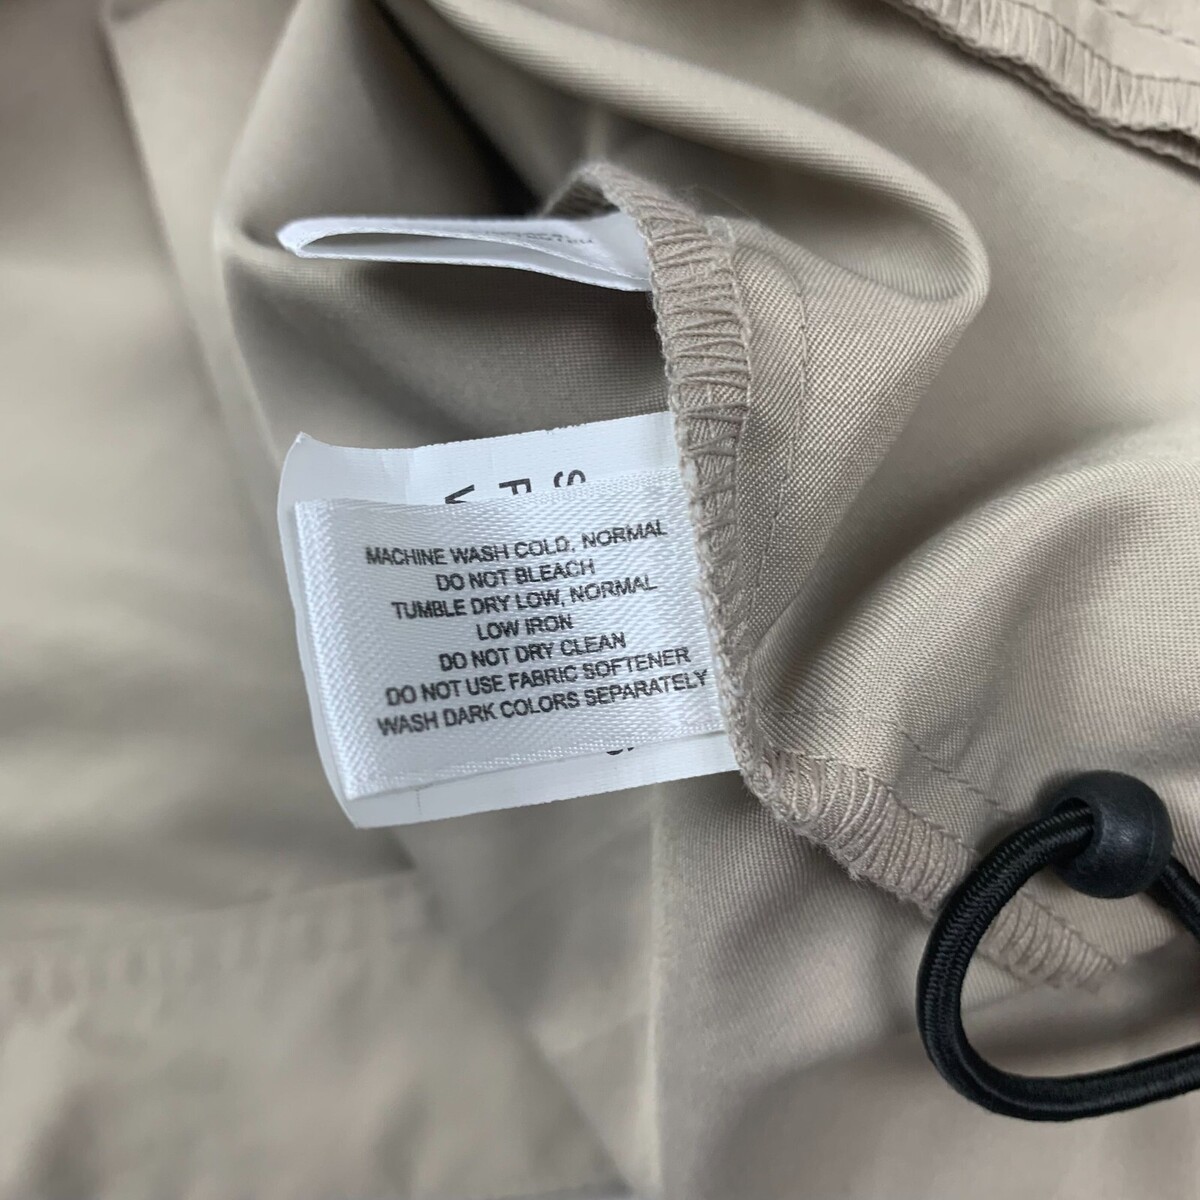 MACHINE WASH COLD, NORMAL
DO NOT BLEACH
TUMBLE DRY LOW, NORMAL
LOW IRON
DO NOT DRY CLEAN
DO NOT USE FABRIC SOFTENER
WASH DARK COLORS SEPARATELY